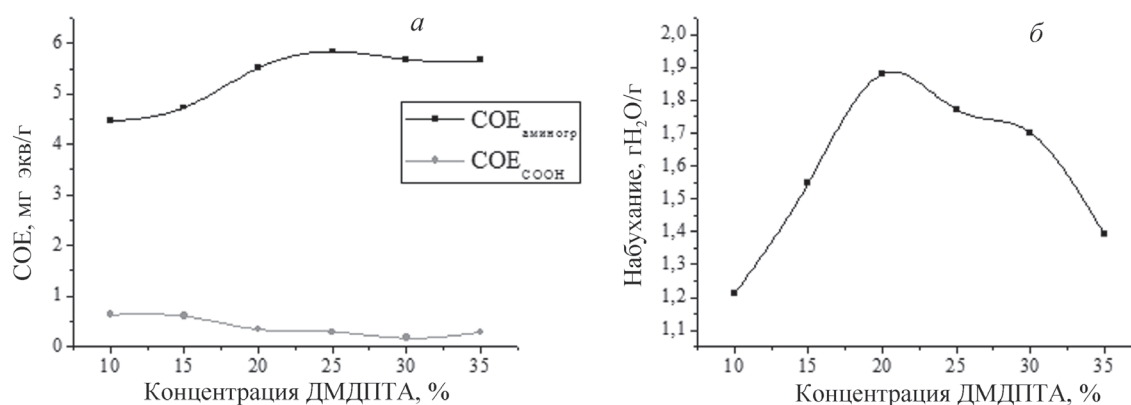 а
СОЕ, мг экв/г
6
5
4
3
2
1
0
СОЕаминогр
СОЕСООН
10 15 20 25 30 35
Концентрация ДМДПТА, %
б
Набухание, гH₂O/г
2,0
1,9
1,8
1,7
1,6
1,5
1,4
1,3
1,2
1,1
10 15 20 25 30 35
Концентрация ДМДПТА, %